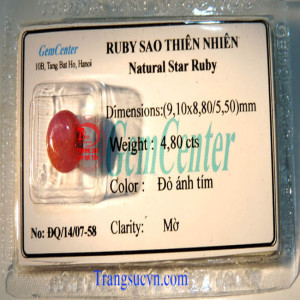 GemCenter
10B, Tang Bat Ho, Hanoi
RUBY SAO THIÊN NHIÊN
Natural Star Ruby
Dimensions:(9,10x8,80/5,50)mm
GemCenter
Weight : 4,80 cts
Color : Đỏ ánh tím
No: ĐQ/14/07-58
Clarity: Mờ
Trangsucvn.com